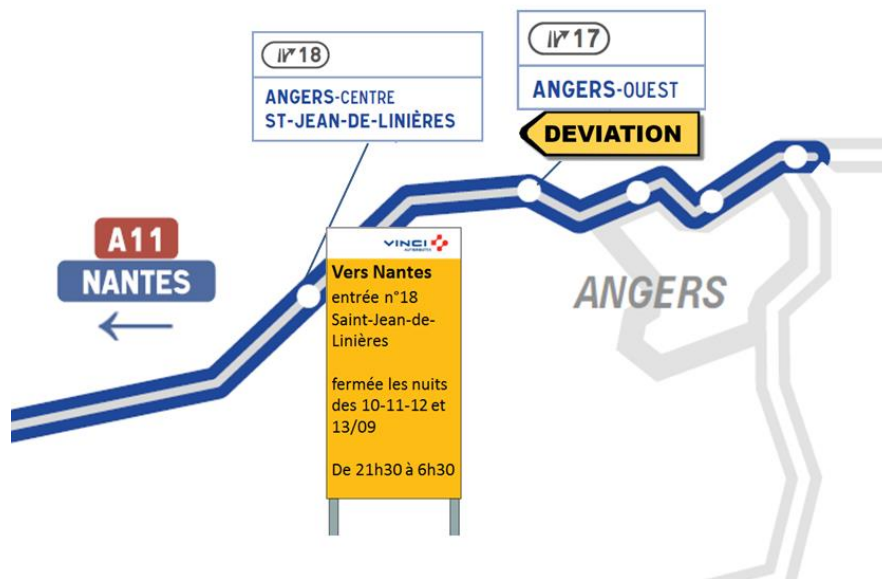 18
ANGERS-CENTRE
ST-JEAN-DE-LINIÈRES
17
ANGERS-OUEST
DEVIATION
A11
NANTES
VINCI
AUTOROUTES
Vers Nantes
entrée n°18
Saint-Jean-de-
Linières
fermée les nuits
des 10-11-12 et
13/09
De 21h30 à 6h30
ANGERS